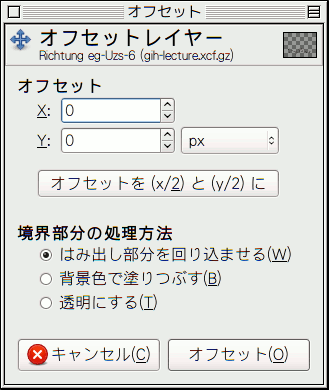 オフセット
オフセットレイヤー
Richtung eg-Uzs-6 (gih-lecture.xcf.gz)
オフセット
X: 0
Y: 0 px
オフセットを (x/2) と (y/2) に
境界部分の処理方法
はみ出し部分を回り込ませる(W)
背景色で塗りつぶす(B)
透明にする(T)
キャンセル(C) オフセット(O)